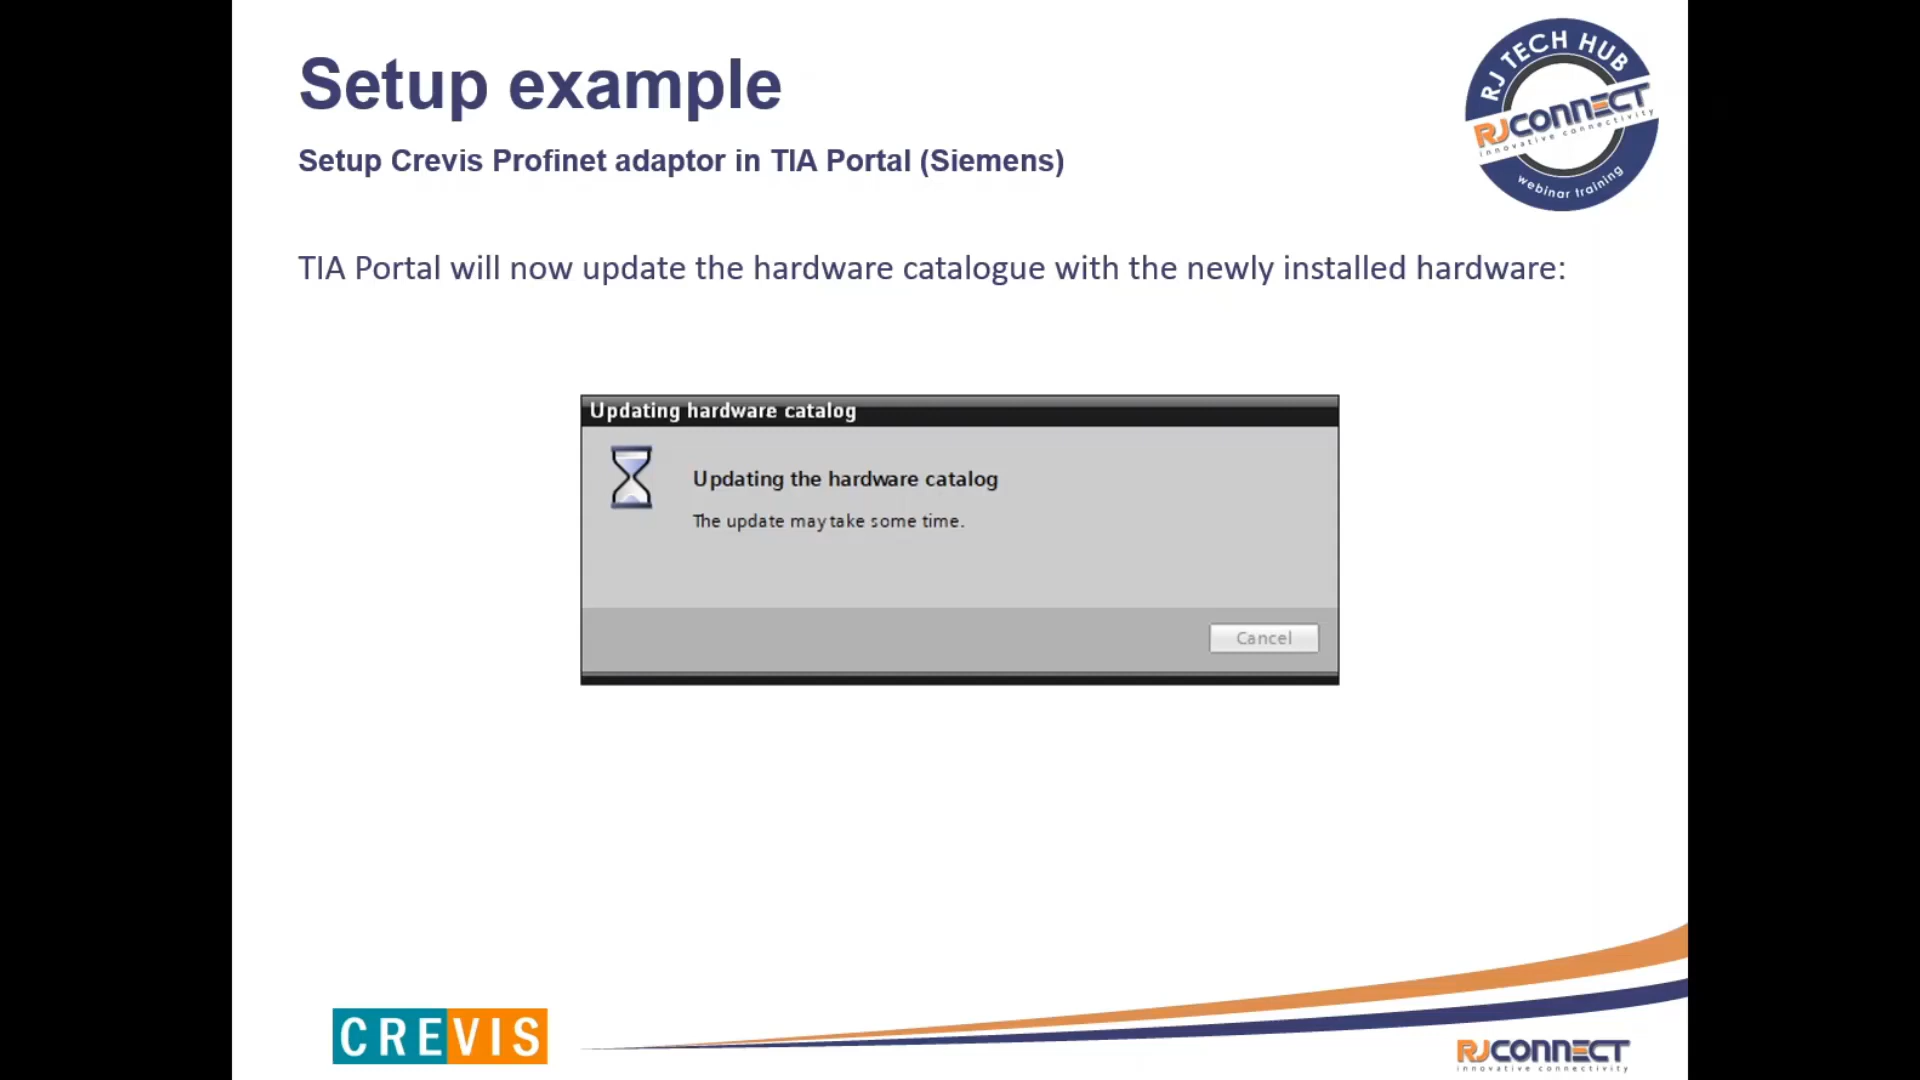 Setup example
Setup Crevis Profinet adaptor in TIA Portal (Siemens)
RJ TECH HUB
RJCONNECT
innovative connectivity
webinar training
TIA Portal will now update the hardware catalogue with the newly installed hardware:
Updating hardware catalog
Updating the hardware catalog
The update may take some time.
Cancel
CREVIS
RJCONNECT
innovative connectivity